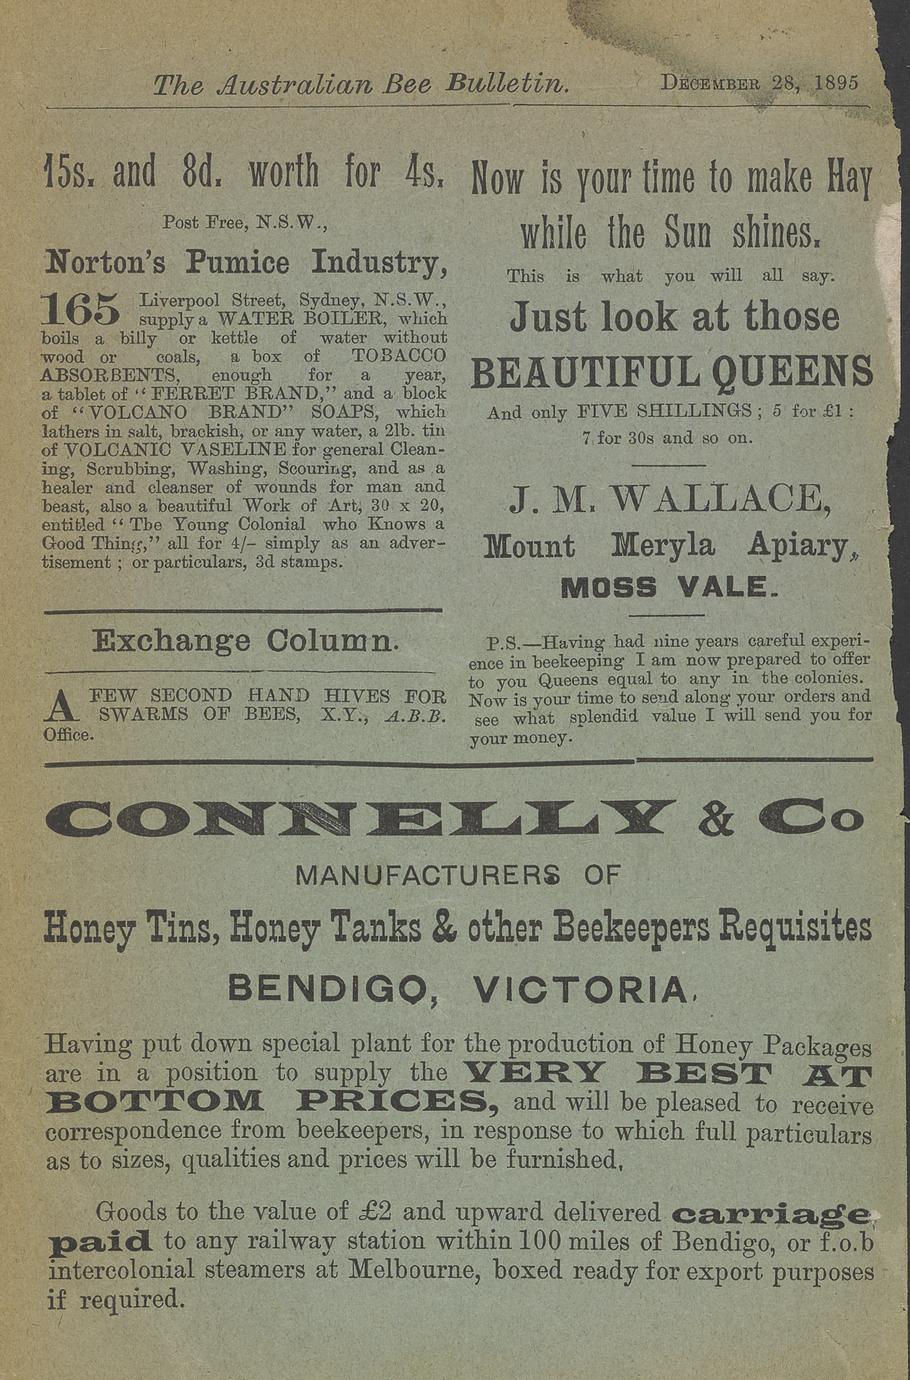 The Australian Bee Bulletin. DECEMBER 28, 1895
15s. and 8d. worth for 4s.
Post Free, N.S.W.,
Norton's Pumice Industry,
165 Liverpool Street, Sydney, N.S.W.,
supply a WATER BOILER, which
boils a billy or kettle of water without
wood or coals, a box of TOBACCO
ABSORBENTS, enough for a year,
a tablet of "FERRET BRAND," and a block
of "VOLCANO BRAND" SOAPS, which
lathers in salt, brackish, or any water, a 2lb. tin
of VOLCANIC VASELINE for general Clean-
ing, Scrubbing, Washing, Scouring, and as a
healer and cleanser of wounds for man and
beast, also a beautiful Work of Art, 30 x 20,
entitled "The Young Colonial who Knows a
Good Thing," all for 4/- simply as an adver-
tisement; or particulars, 3d stamps.
Exchange Column.
A FEW SECOND HAND HIVES FOR
SWARMS OF BEES, X.Y., A.B.B.
Office.
Now is your time to make Hay
while the Sun shines.
This is what you will all say.
Just look at those
BEAUTIFUL QUEENS
And only FIVE SHILLINGS; 5 for £1:
7 for 30s and so on.
J. M. WALLACE,
Mount Meryla Apiary,
MOSS VALE.
P.S.—Having had nine years careful experi-
ence in beekeeping I am now prepared to offer
to you Queens equal to any in the colonies.
Now is your time to send along your orders and
see what splendid value I will send you for
your money.
CONNELLY & Co
MANUFACTURERS OF
Honey Tins, Honey Tanks & other Beekeepers Requisites
BENDIGO, VICTORIA.
Having put down special plant for the production of Honey Packages
are in a position to supply the VERY BEST AT
BOTTOM PRICES, and will be pleased to receive
correspondence from beekeepers, in response to which full particulars
as to sizes, qualities and prices will be furnished,
Goods to the value of £2 and upward delivered carriage
paid to any railway station within 100 miles of Bendigo, or f.o.b
intercolonial steamers at Melbourne, boxed ready for export purposes
if required.